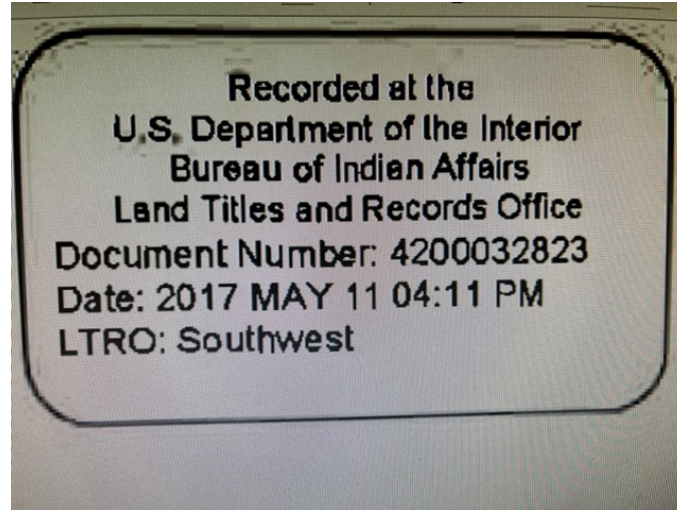 Recorded at the
U.S. Department of the Interior
Bureau of Indian Affairs
Land Titles and Records Office
Document Number: 4200032823
Date: 2017 MAY 11 04:11 PM
LTRO: Southwest